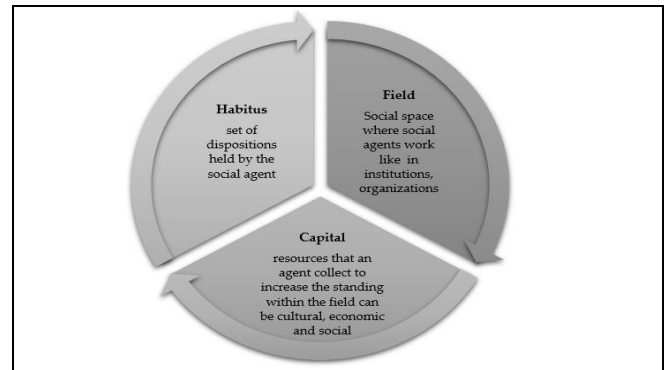 Habitus
set of
dispositions
held by the
social agent
Field
Social space
where social
agents work
like in
institutions,
organizations
Capital
resources that an
agent collect to
increase the standing
within the field can
be cultural, economic
and social